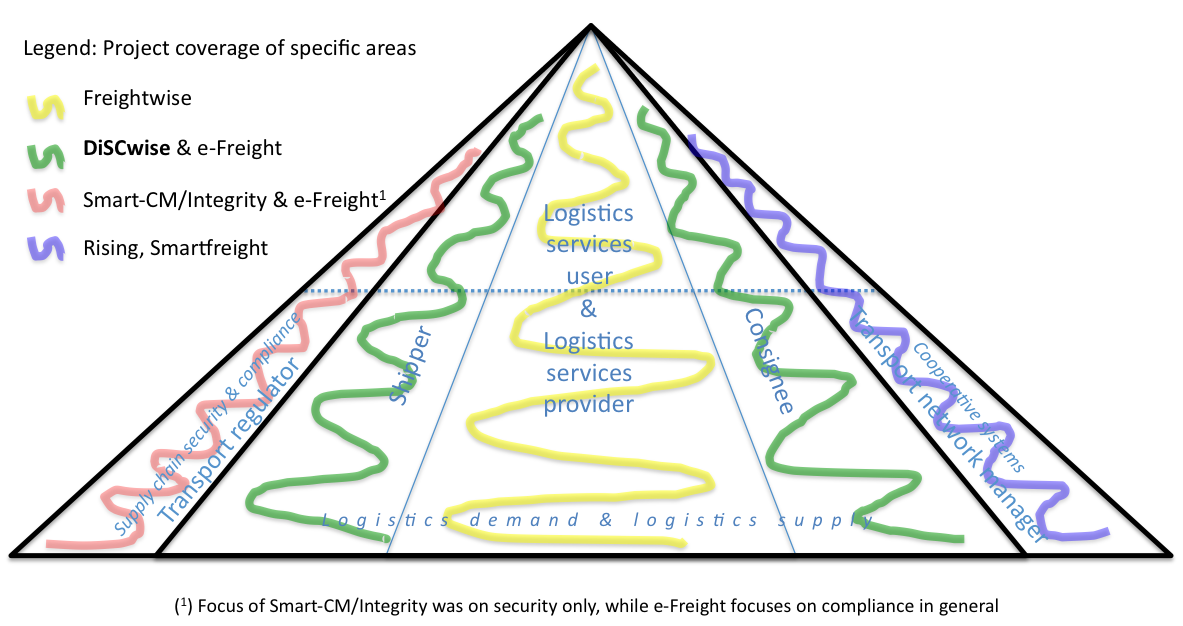 Legend: Project coverage of specific areas
Freightwise
DiSCwise & e-Freight
Smart-CM/Integrity & e-Freight¹
Rising, Smartfreight
Logistics
services
user
&
Logistics
services
provider
Shipper
Consignee
Supply chain security & compliance
Transport regulator
Cooperative systems
Transport network manager
Logistics demand & logistics supply
(¹) Focus of Smart-CM/Integrity was on security only, while e-Freight focuses on compliance in general